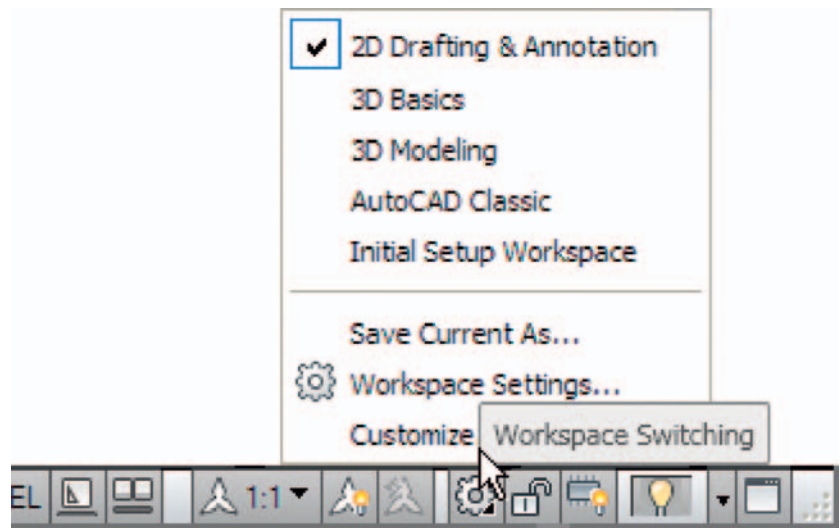 2D Drafting & Annotation
3D Basics
3D Modeling
AutoCAD Classic
Initial Setup Workspace
Save Current As...
Workspace Settings...
Customize
Workspace Switching
EL 1:1